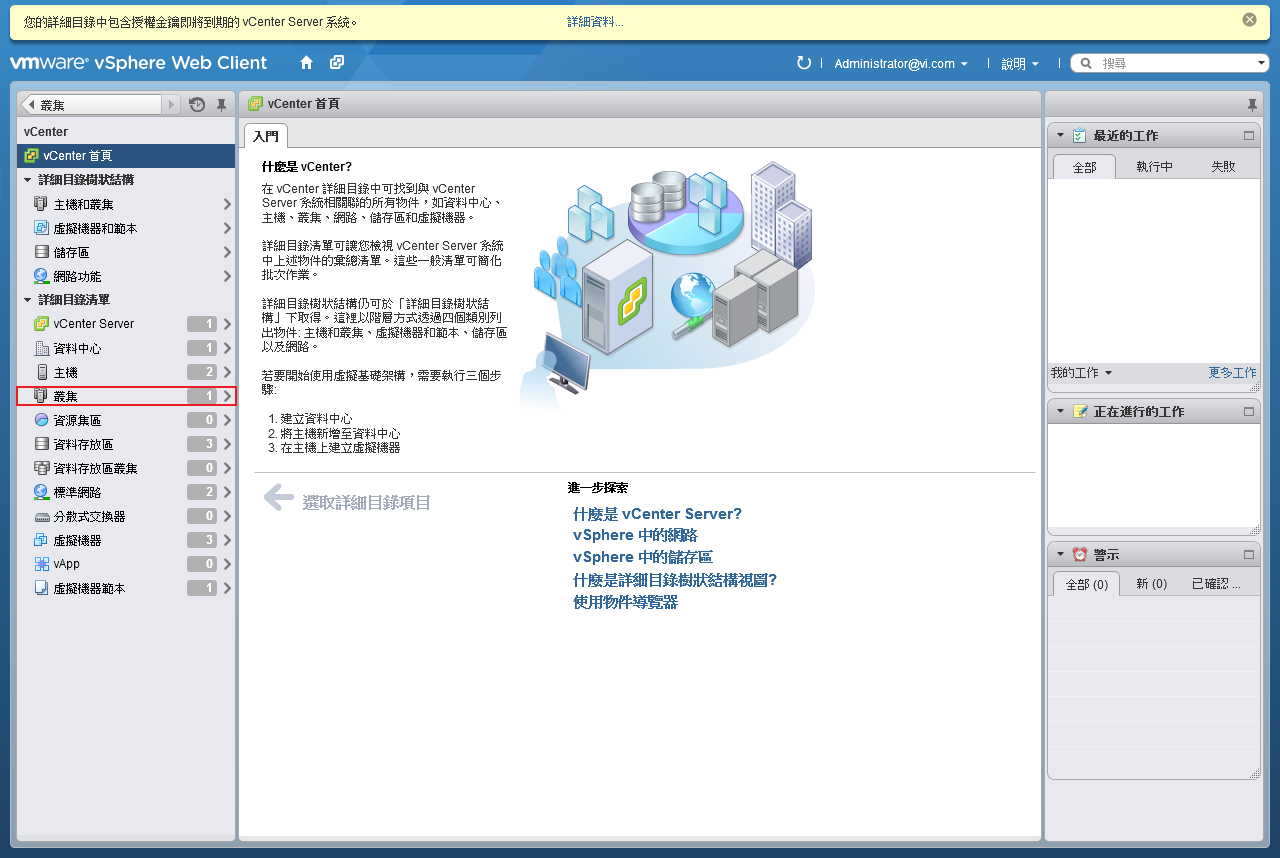 您的詳細目錄中包含授權金鑰即將到期的 vCenter Server 系統。
詳細資料...
vmware® vSphere Web Client
Administrator@vi.com
說明
搜尋
叢集
vCenter
vCenter 首頁
詳細目錄樹狀結構
主機和叢集
虛擬機器和範本
儲存區
網路功能
詳細目錄清單
vCenter Server 1
資料中心 1
主機 2
叢集 1
資源集區 0
資料存放區 3
資料存放區叢集 0
標準網路 2
分散式交換器 0
虛擬機器 3
vApp 0
虛擬機器範本 1
vCenter 首頁
入門
什麼是 vCenter?
在 vCenter 詳細目錄中可找到與 vCenter
Server 系統相關聯的所有物件，如資料中心、
主機、叢集、網路、儲存區和虛擬機器。
詳細目錄清單可讓您檢視 vCenter Server 系統
中上述物件的彙總清單。這些一般清單可簡化
批次作業。
詳細目錄樹狀結構仍可於「詳細目錄樹狀結
構」下取得。這裡以階層方式透過四個類別列
出物件: 主機和叢集、虛擬機器和範本、儲存區
以及網路。
若要開始使用虛擬基礎架構，需要執行三個步
驟:
1. 建立資料中心
2. 將主機新增至資料中心
3. 在主機上建立虛擬機器
選取詳細目錄項目
進一步探索
什麼是 vCenter Server?
vSphere 中的網路
vSphere 中的儲存區
什麼是詳細目錄樹狀結構視圖?
使用物件導覽器
最近的工作
全部
執行中
失敗
我的工作
更多工作
正在進行的工作
警示
全部 (0)
新 (0)
已確認 ...